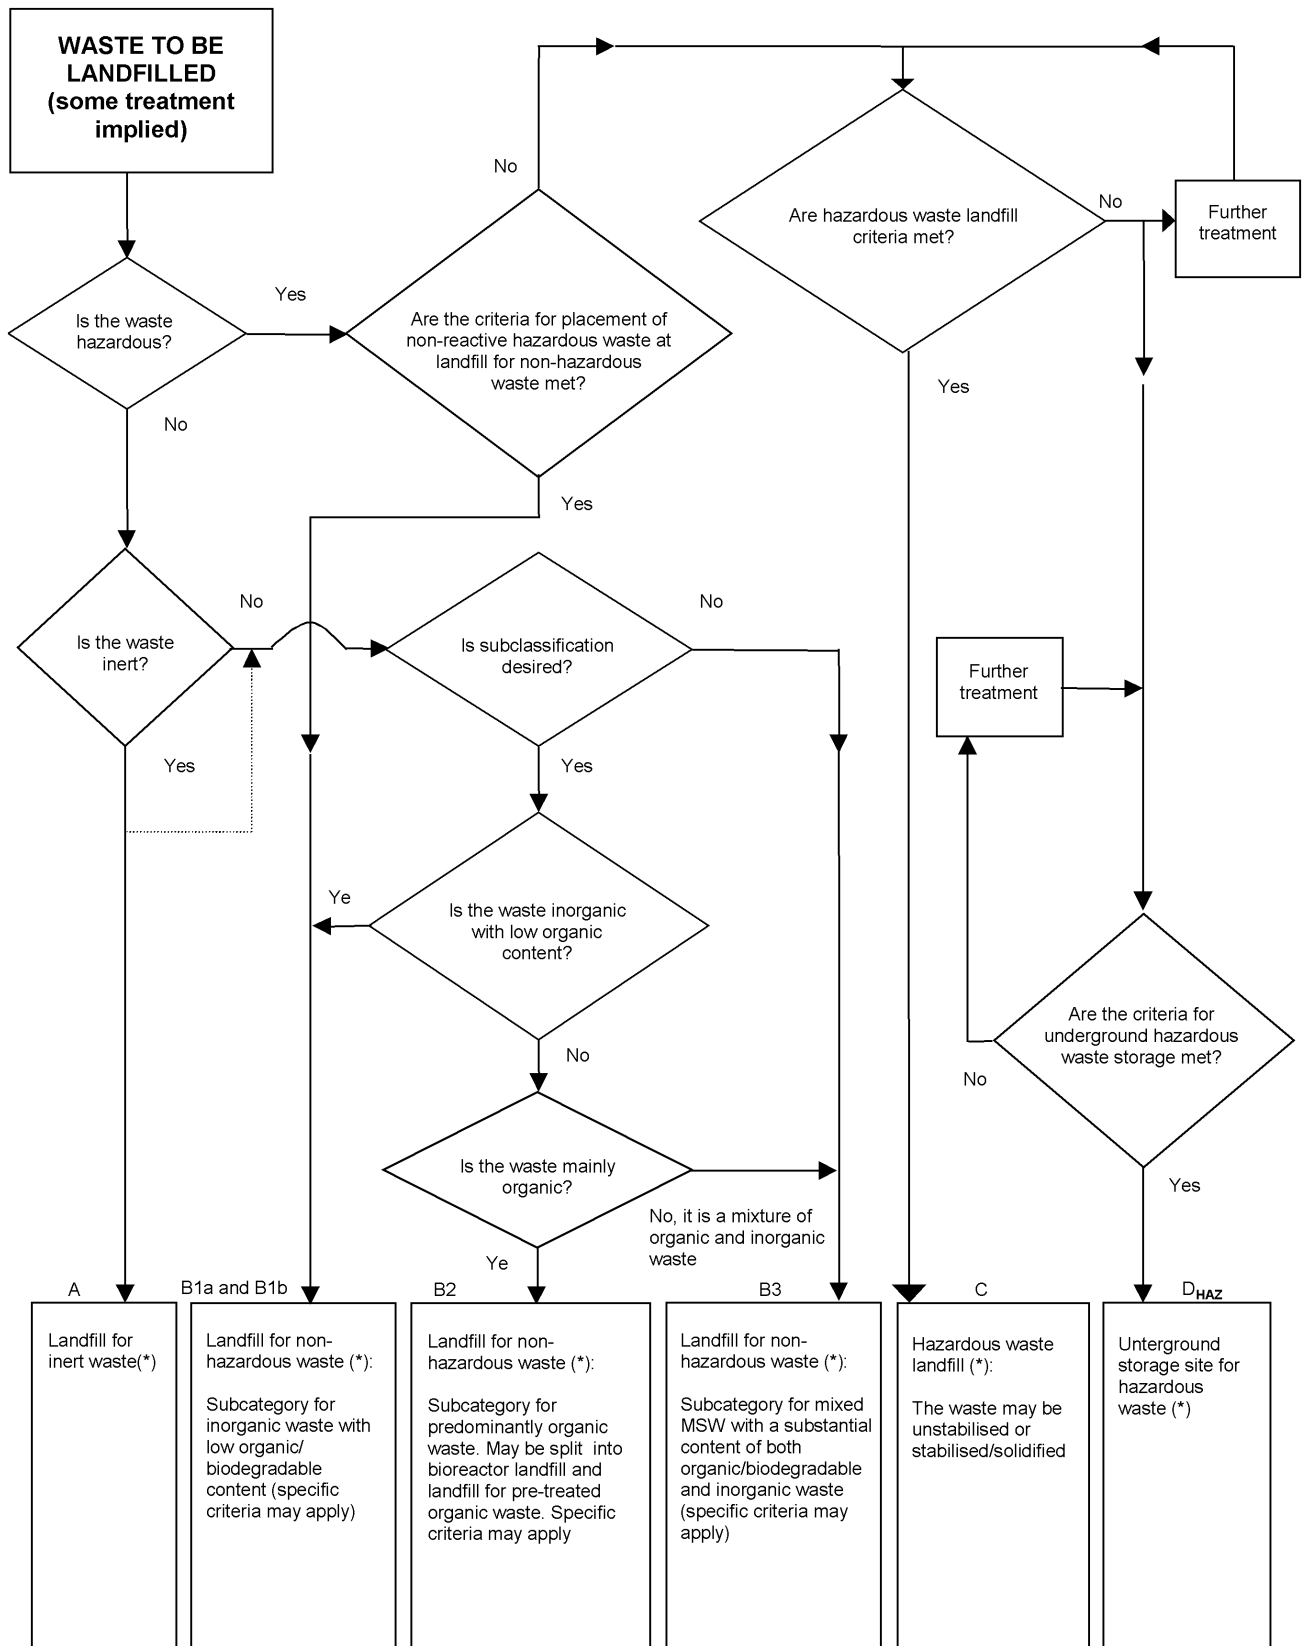 WASTE TO BE
LANDFILLED
(some treatment
implied)
No
Are hazardous waste landfill
criteria met?
No
Further
treatment
Is the waste
hazardous?
Yes
Are the criteria for placement of
non-reactive hazardous waste at
landfill for non-hazardous
waste met?
Yes
No
Yes
Is the waste
inert?
No
Is subclassification
desired?
No
Further
treatment
Yes
Yes
Ye
Is the waste inorganic
with low organic
content?
No
Are the criteria for
underground hazardous
waste storage met?
No
Is the waste mainly
organic?
Yes
No, it is a mixture of
organic and inorganic
waste
Ye
A
B1a and B1b
B2
B3
C
DHAZ
Landfill for
inert waste(*)
Landfill for non-
hazardous waste (*):
Subcategory for
inorganic waste with
low organic/
biodegradable
content (specific
criteria may apply)
Landfill for non-
hazardous waste (*):
Subcategory for
predominantly organic
waste. May be split into
bioreactor landfill and
landfill for pre-treated
organic waste. Specific
criteria may apply
Landfill for non-
hazardous waste (*):
Subcategory for mixed
MSW with a substantial
content of both
organic/biodegradable
and inorganic waste
(specific criteria may
apply)
Hazardous waste
landfill (*):
The waste may be
unstabilised or
stabilised/solidified
Unterground
storage site for
hazardous
waste (*)